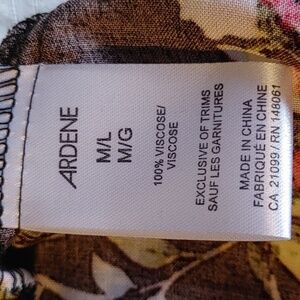 ARDENE
M/L
M/G
100% VISCOSE/
VISCOSE
EXCLUSIVE OF TRIMS
SAUF LES GARNITURES
MADE IN CHINA
FABRIQUÉ EN CHINE
CA 21099 / RN 148061